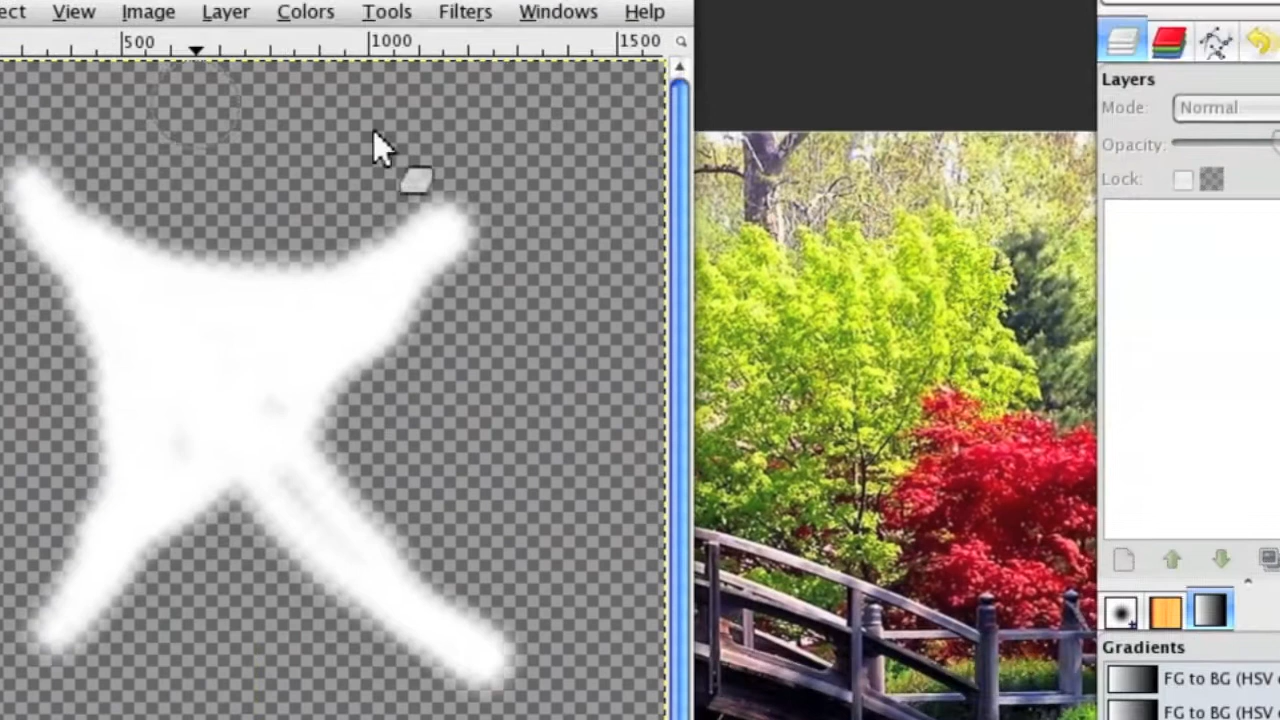 ect View Image Layer Colors Tools Filters Windows Help
500 1000 1500
Layers
Mode: Normal
Opacity:
Lock:
Gradients
FG to BG (HSV
FG to BG (HSV